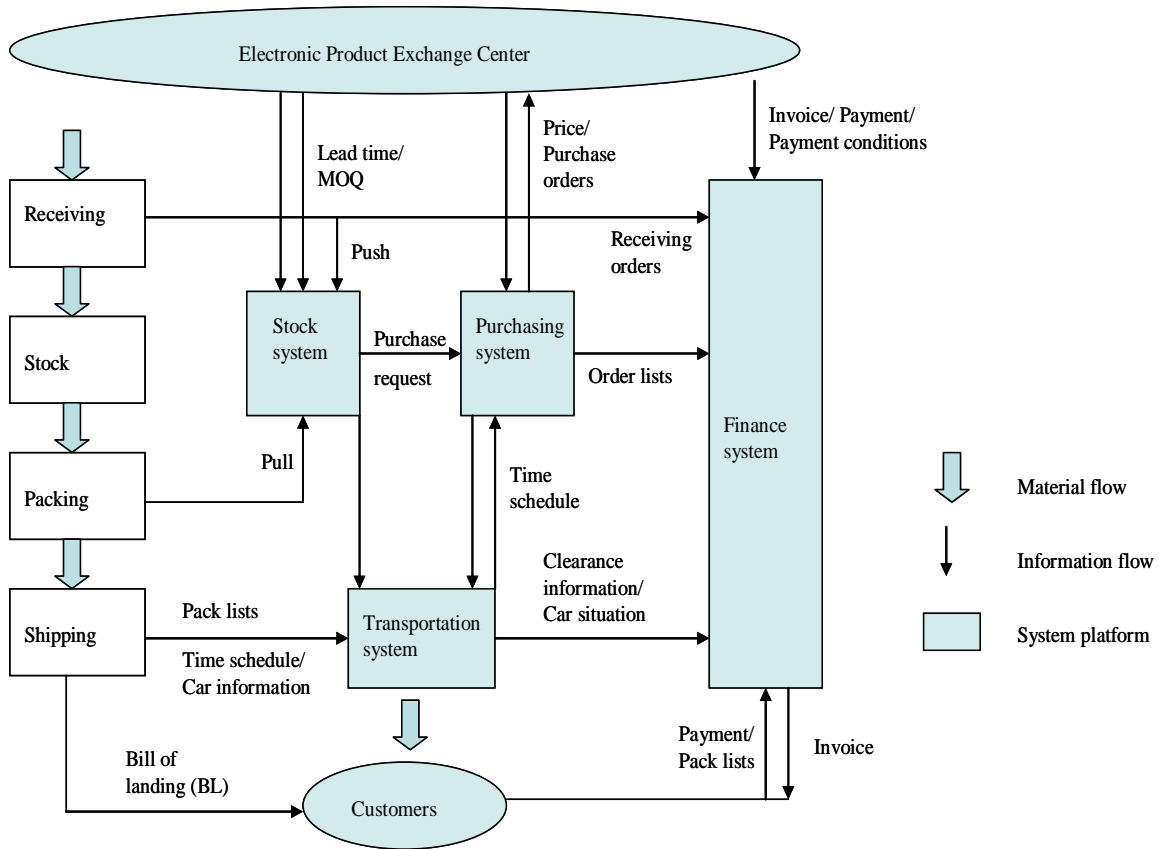 Electronic Product Exchange Center
Invoice/ Payment/
Payment conditions
Price/
Purchase
orders
Lead time/
MOQ
Receiving
Receiving
orders
Push
Stock
system
Purchasing
system
Purchase
request
Order lists
Stock
Finance
system
Pull
Time
schedule
Packing
Material flow
Information flow
Clearance
information/
Car situation
Pack lists
Transportation
system
Shipping
System platform
Time schedule/
Car information
Payment/
Pack lists
Invoice
Bill of
landing (BL)
Customers